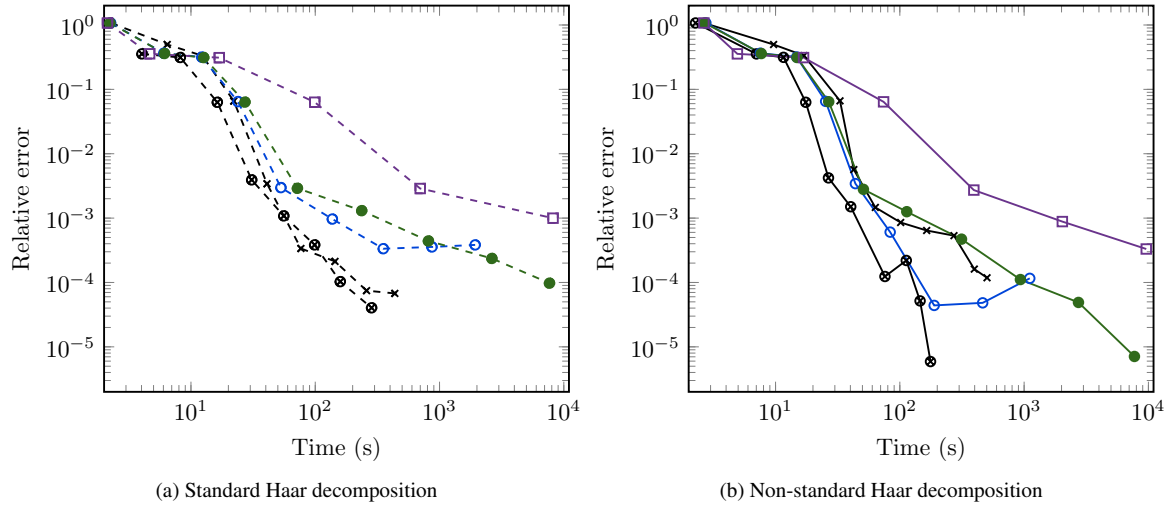 10^0
10^-1
10^-2
10^-3
10^-4
10^-5
Relative error
10^1 10^2 10^3 10^4
Time (s)
(a) Standard Haar decomposition
10^0
10^-1
10^-2
10^-3
10^-4
10^-5
Relative error
10^1 10^2 10^3 10^4
Time (s)
(b) Non-standard Haar decomposition